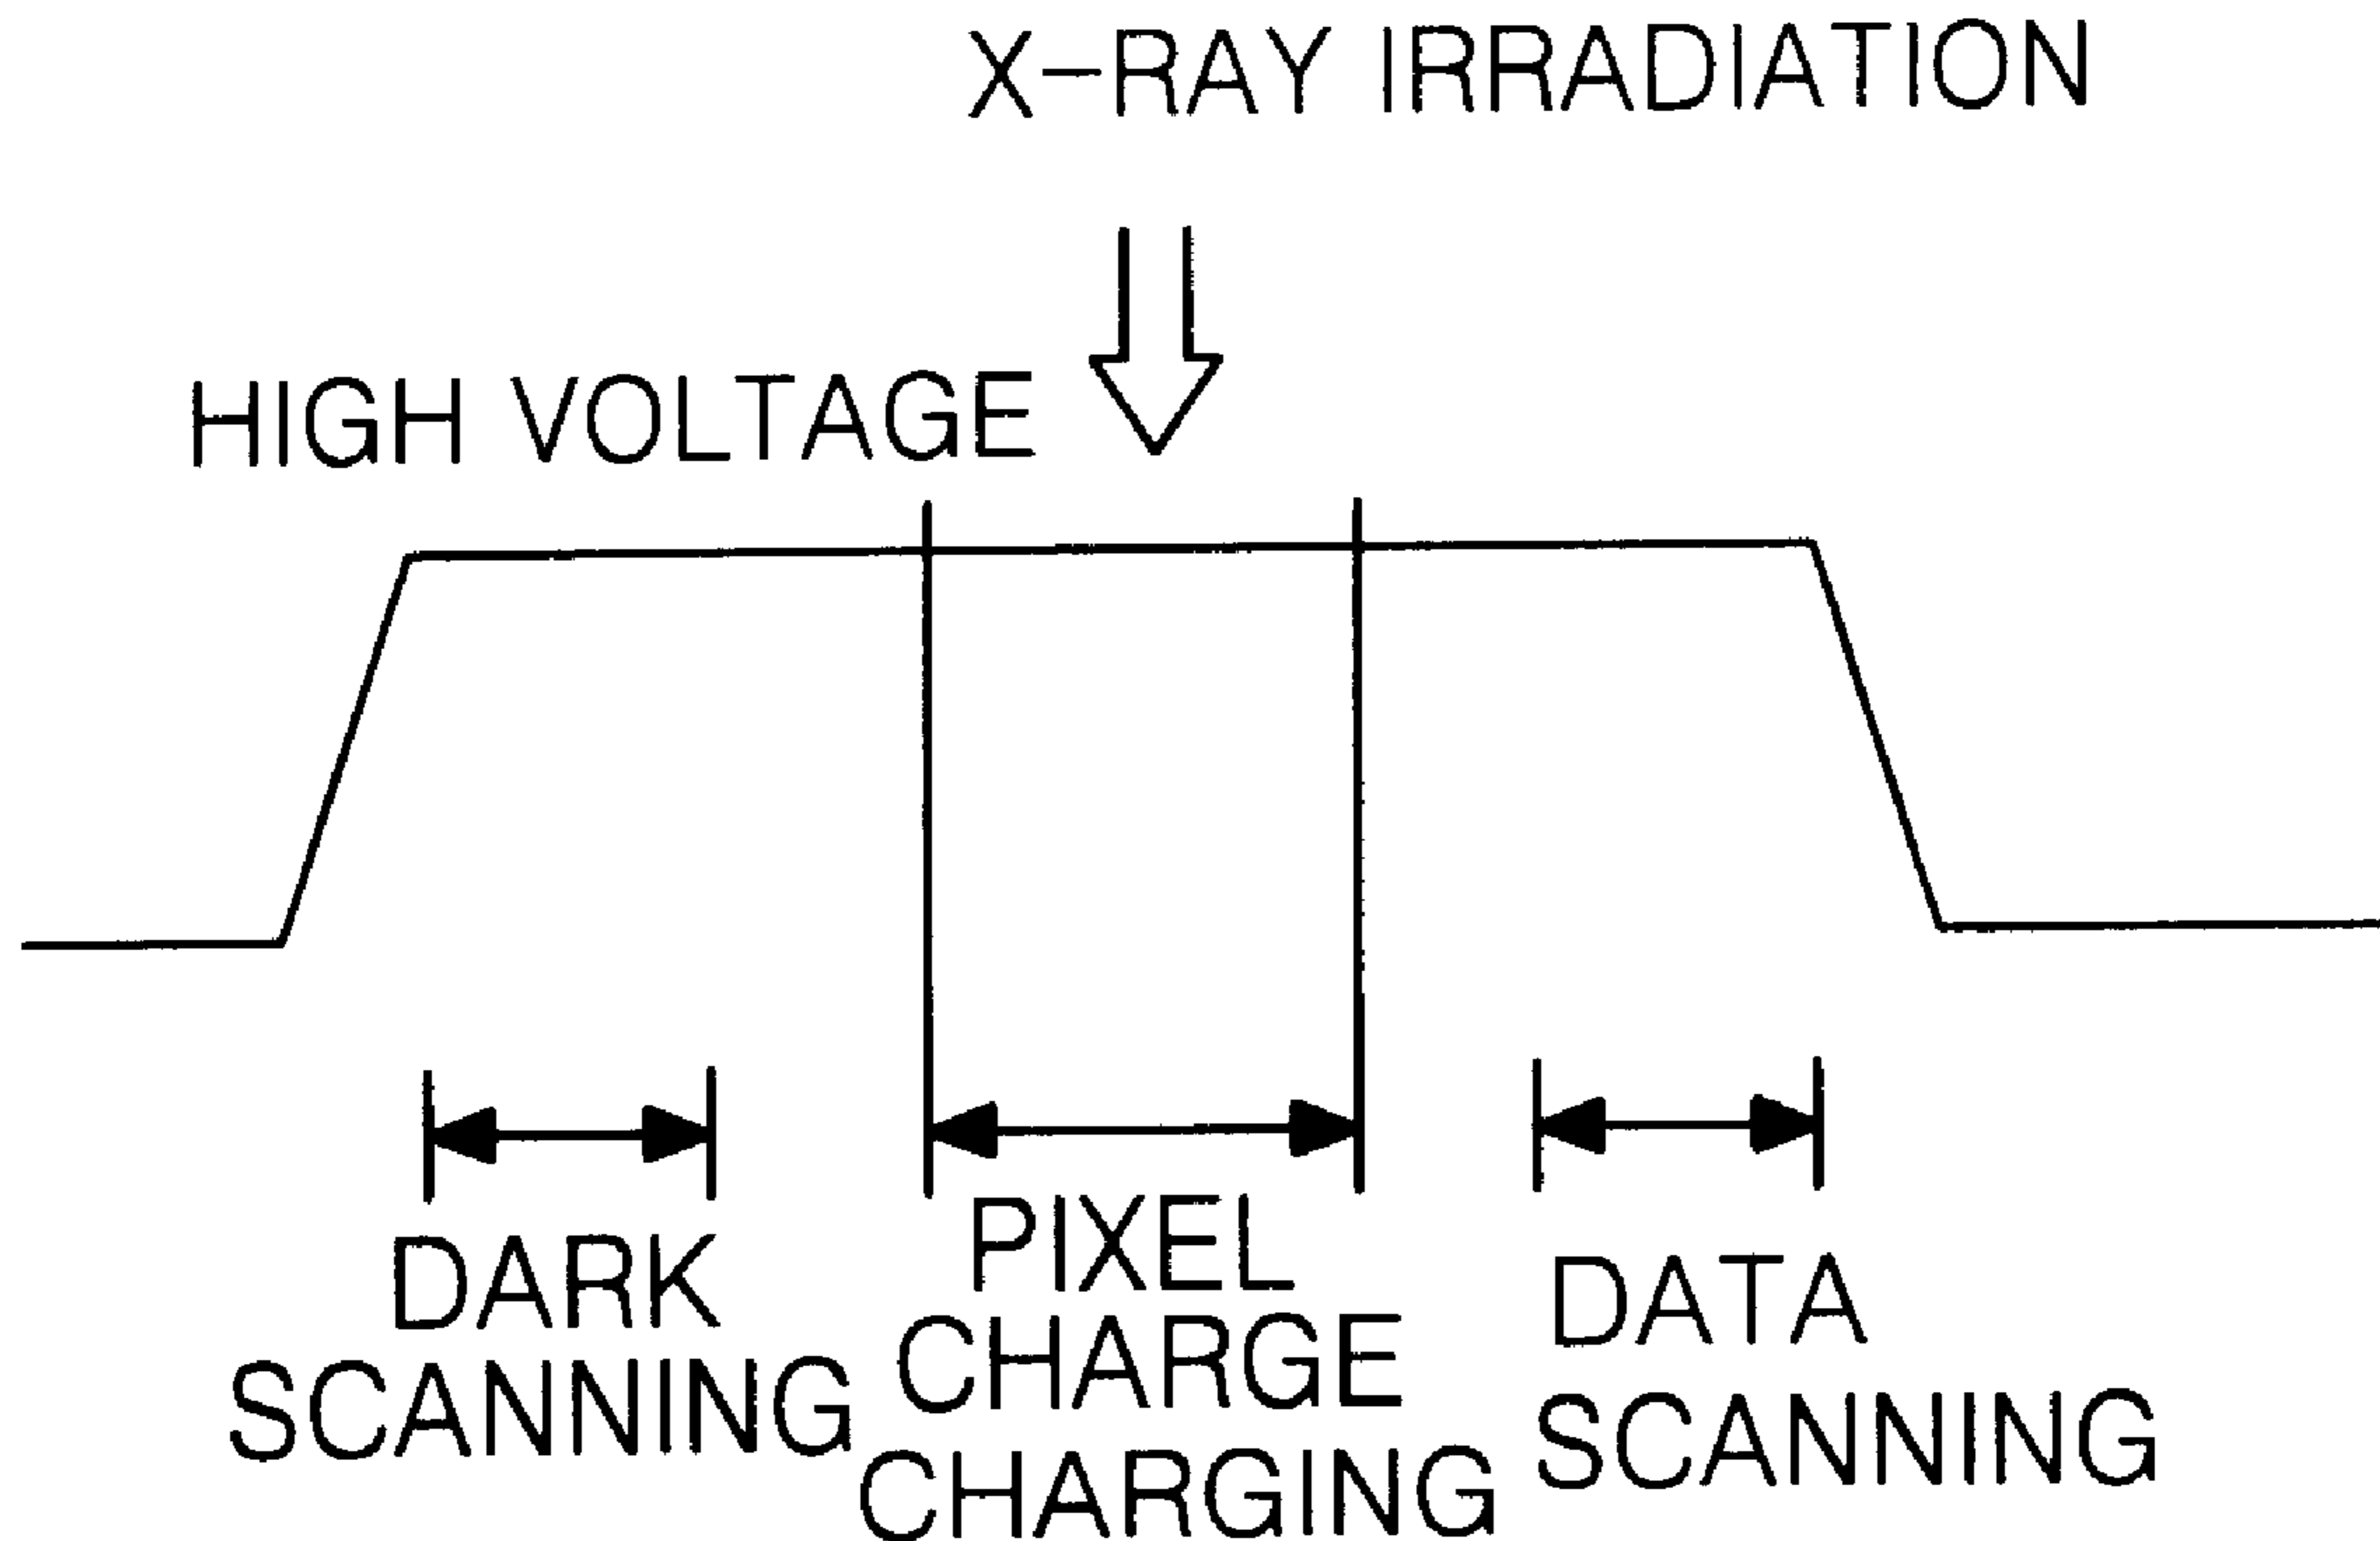 X-RAY IRRADIATION
HIGH VOLTAGE
DARK
SCANNING
PIXEL
CHARGE
CHARGING
DATA
SCANNING